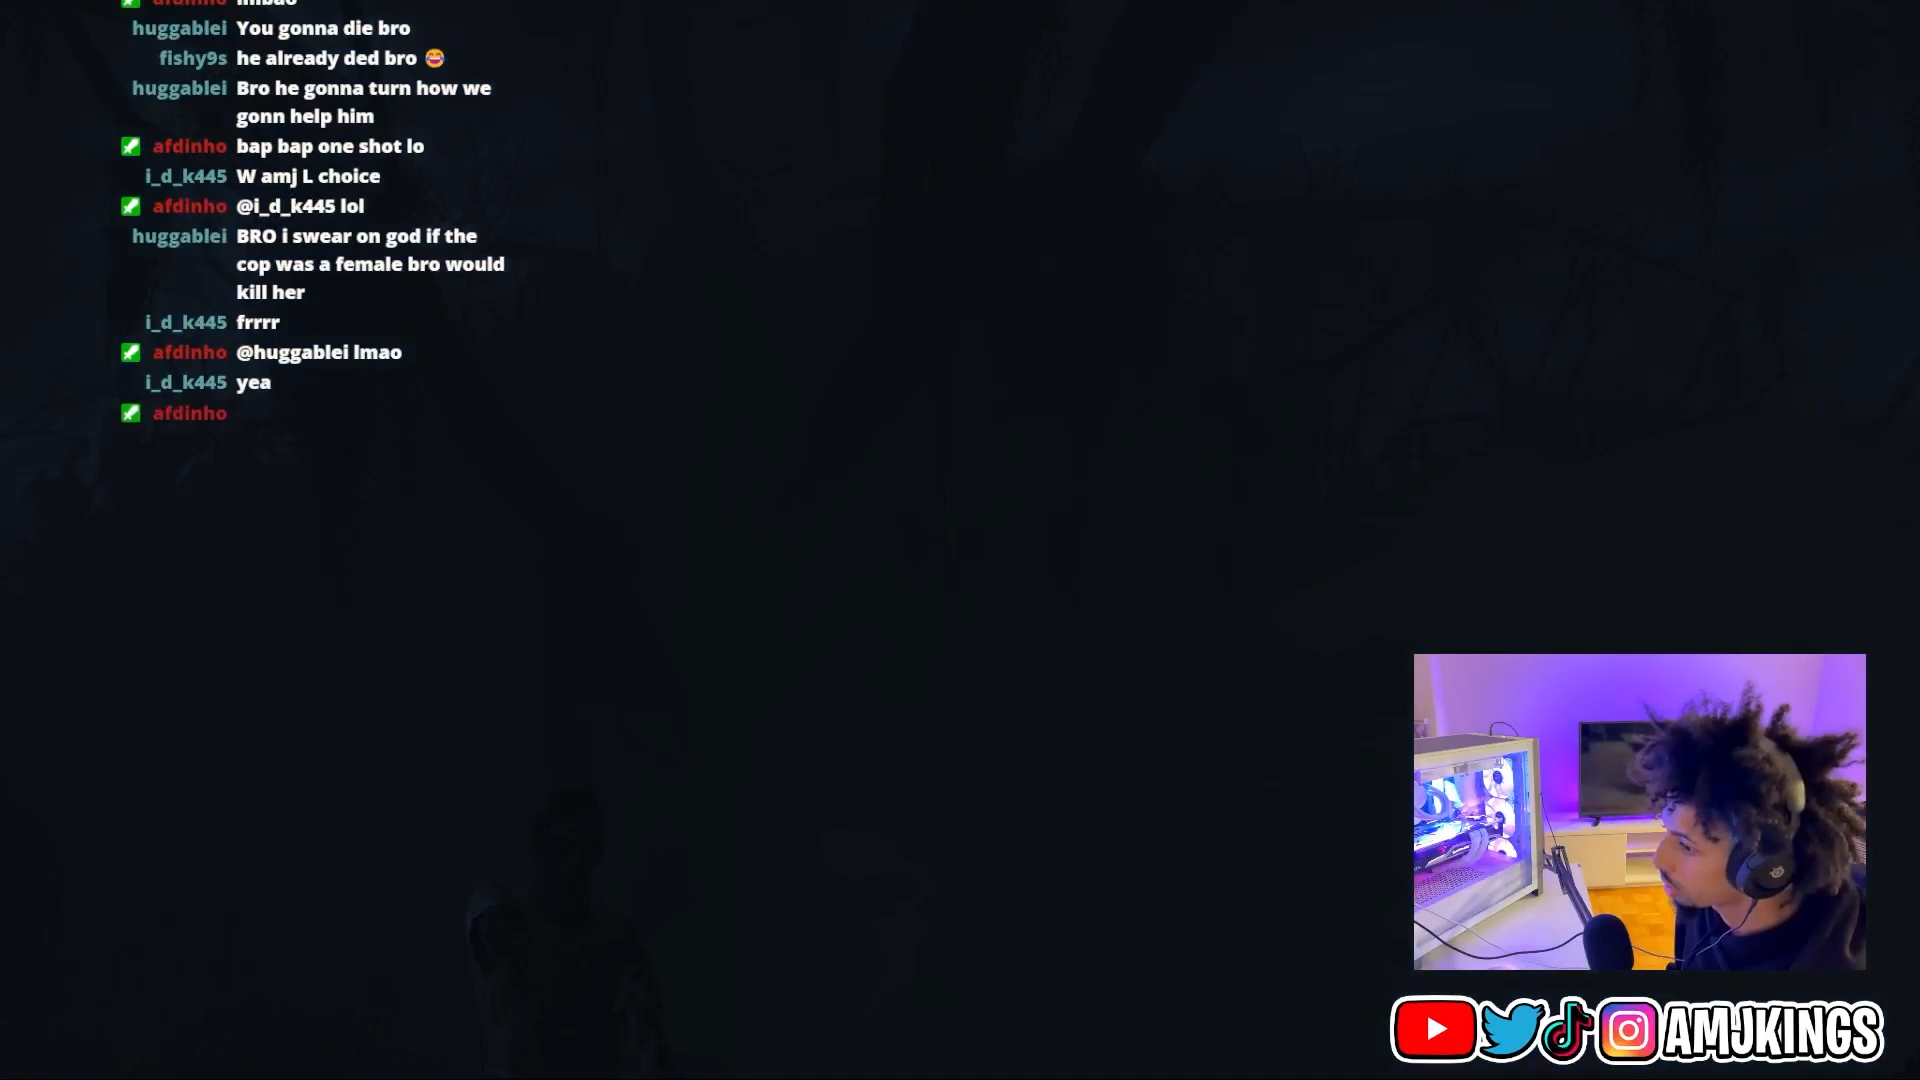 huggablei You gonna die bro
fishy9s he already ded bro 😂
huggablei Bro he gonna turn how we
gonn help him
afdinho bap bap one shot lo
i_d_k445 W amj L choice
afdinho @i_d_k445 lol
huggablei BRO i swear on god if the
cop was a female bro would
kill her
i_d_k445 frrrr
afdinho @huggablei lmao
i_d_k445 yea
afdinho
AMJKINGS